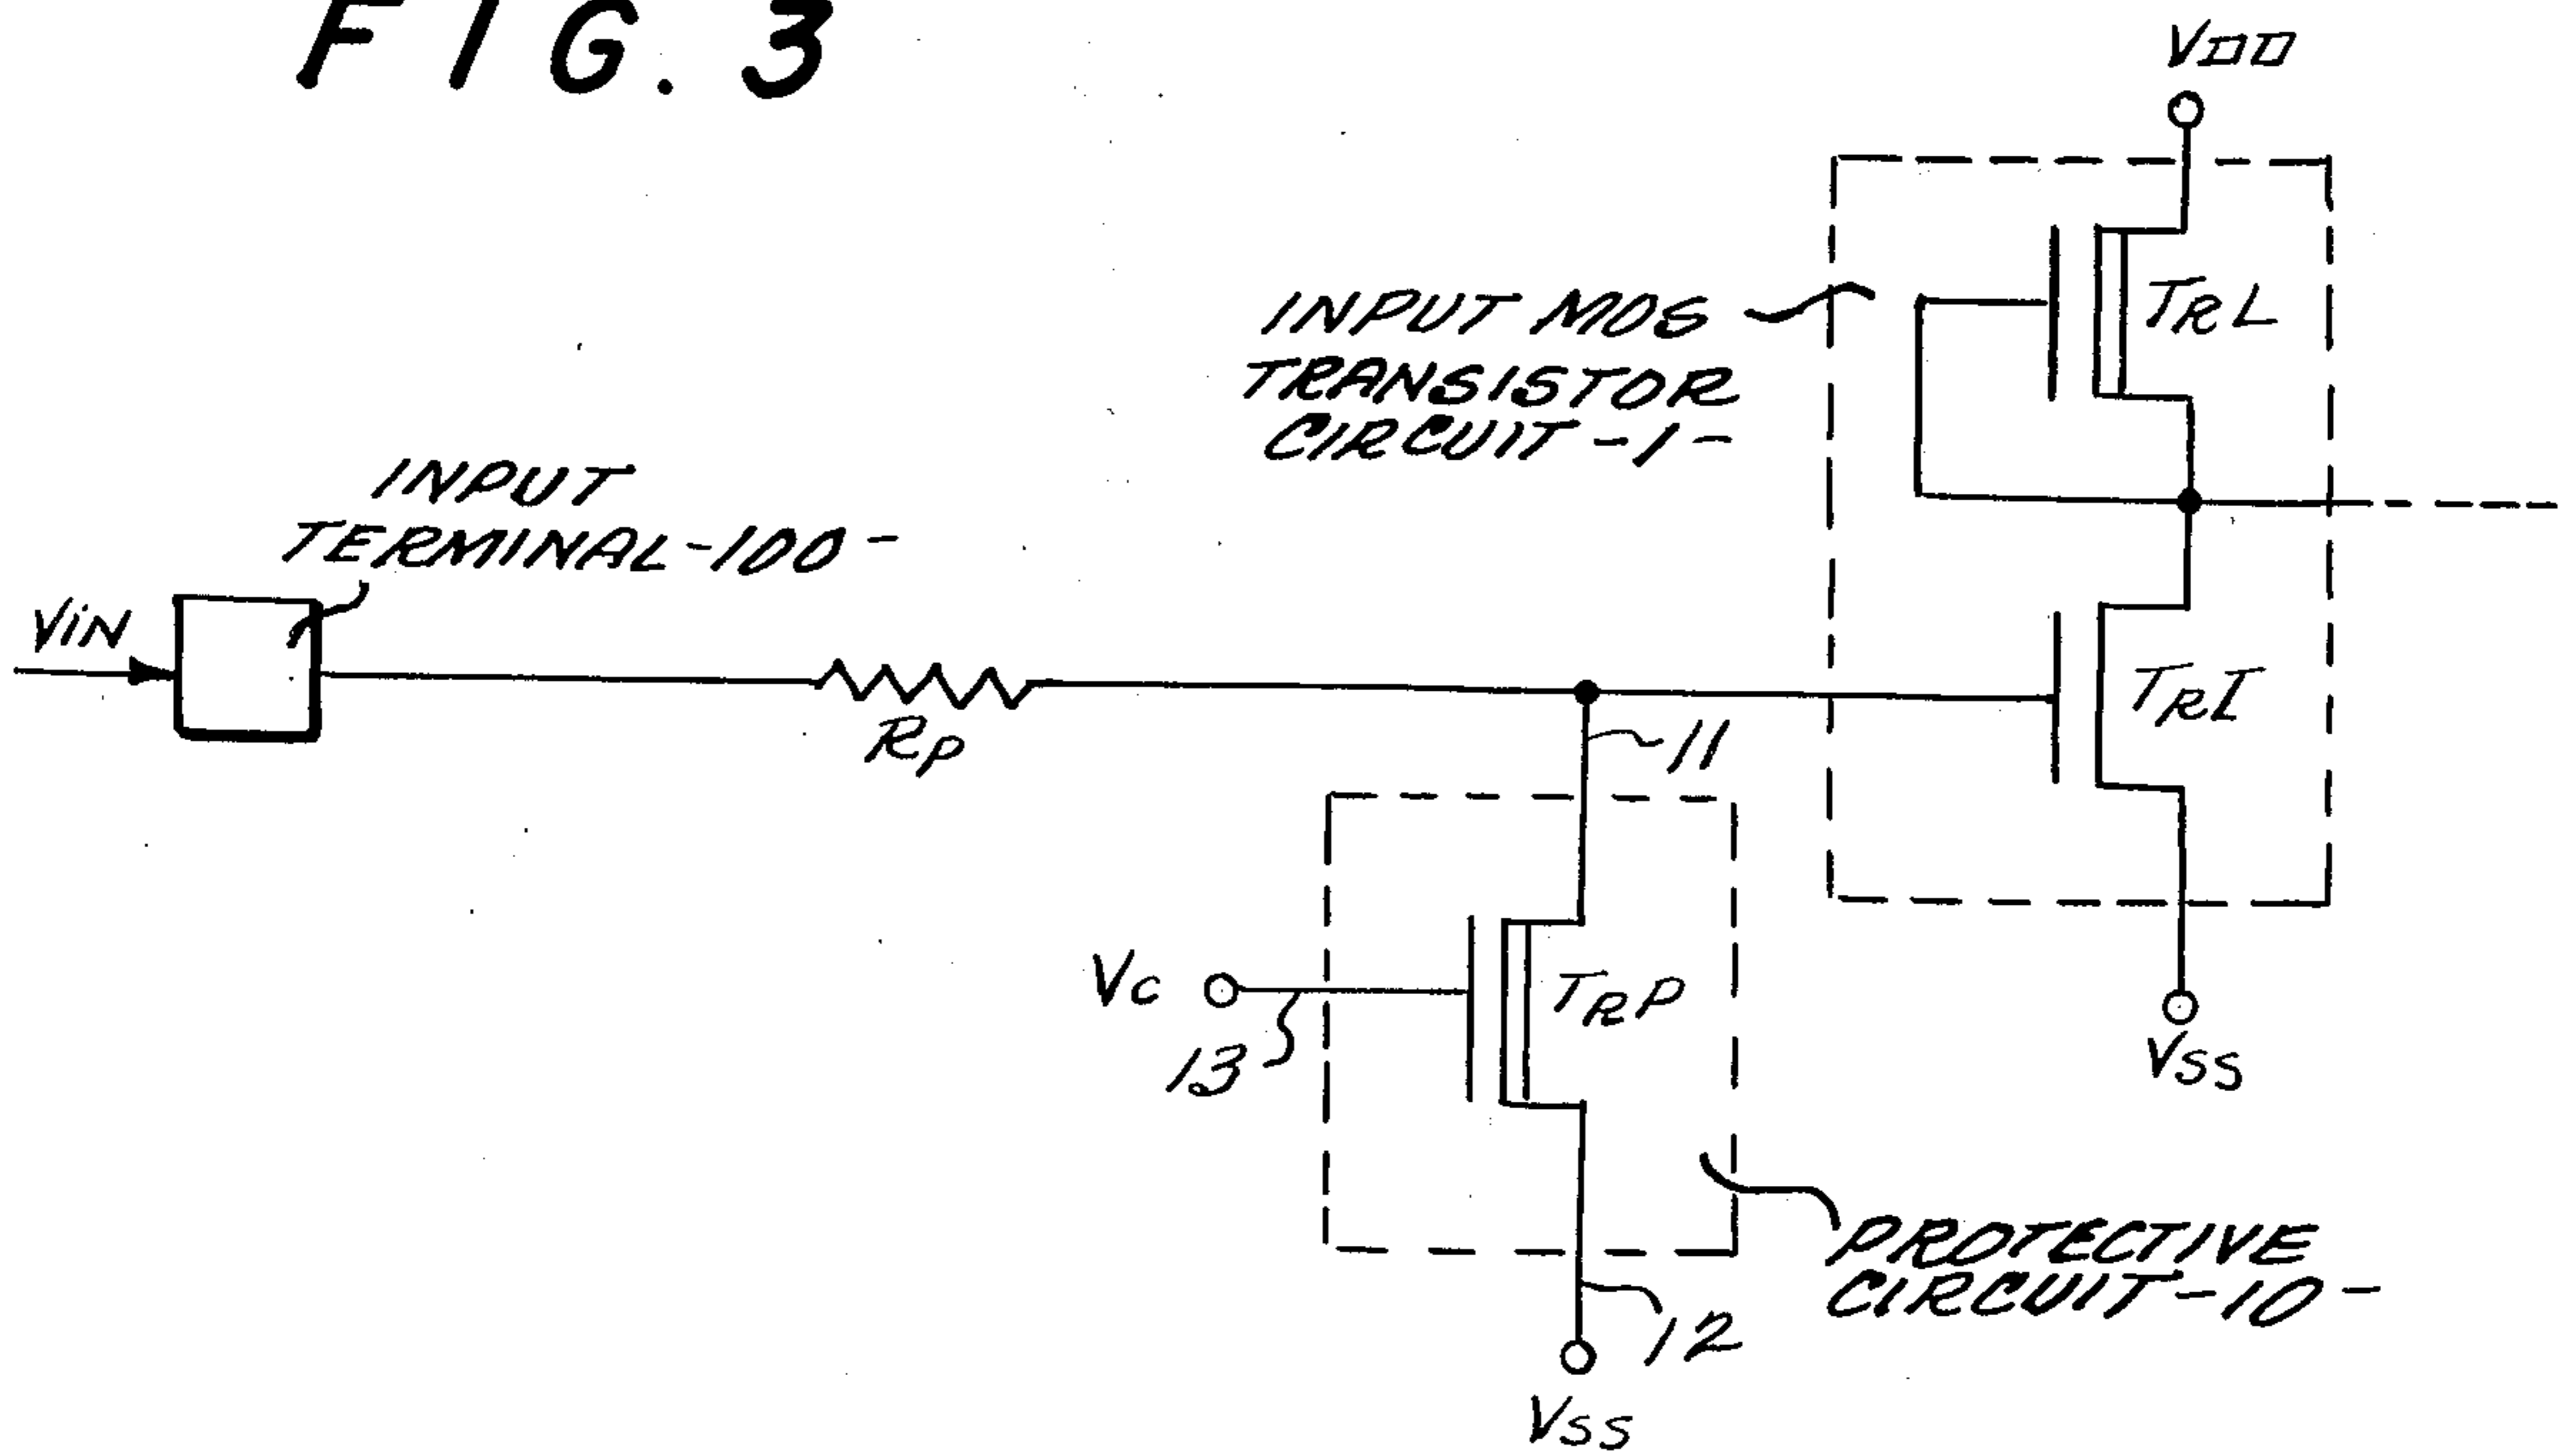 FIG. 3
VDD
INPUT MOS
TRANSISTOR
CIRCUIT-1-
TRL
INPUT
TERMINAL-100-
VIN
RP
11
TRI
VC
13
TRP
VSS
PROTECTIVE
CIRCUIT-10-
12
VSS